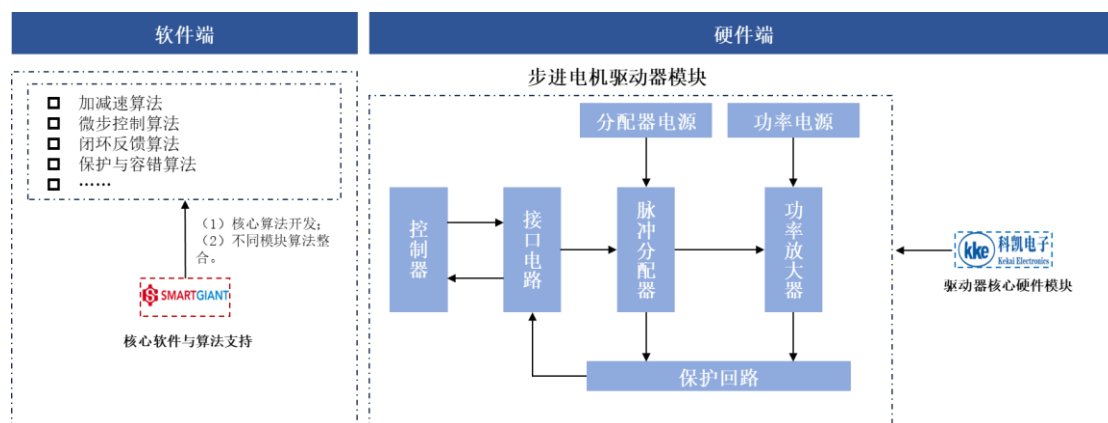 软件端
加减速算法
微步控制算法
闭环反馈算法
保护与容错算法
……
（1）核心算法开发；
（2）不同模块算法整
合。
SMARTGIANT
核心软件与算法支持
硬件端
步进电机驱动器模块
分配器电源
功率电源
控制器
接口电路
脉冲分配器
功率放大器
保护回路
kke
科凯电子
Kekai Electronics
驱动器核心硬件模块